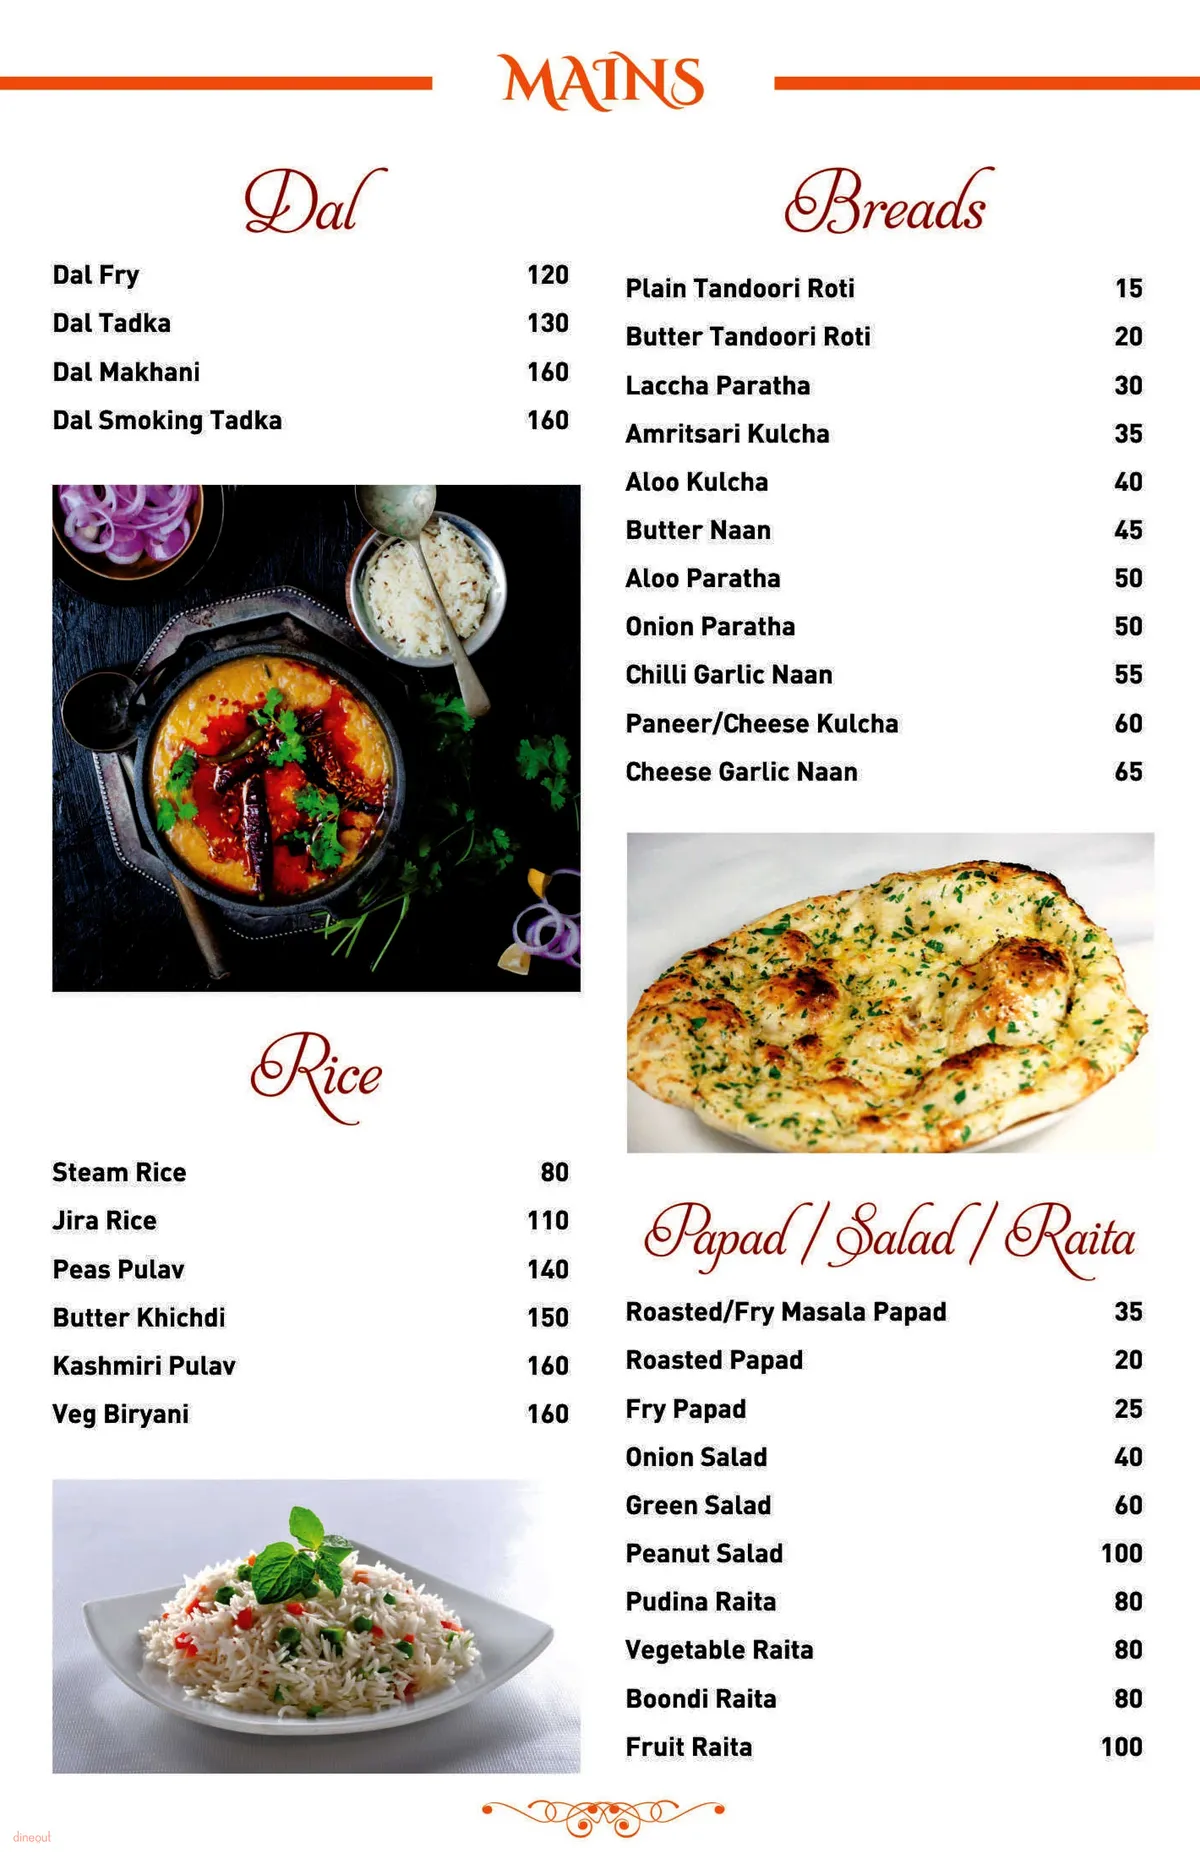 MAINS
Dal
Dal Fry 120
Dal Tadka 130
Dal Makhani 160
Dal Smoking Tadka 160
Rice
Steam Rice 80
Jira Rice 110
Peas Pulav 140
Butter Khichdi 150
Kashmiri Pulav 160
Veg Biryani 160
Breads
Plain Tandoori Roti 15
Butter Tandoori Roti 20
Laccha Paratha 30
Amritsari Kulcha 35
Aloo Kulcha 40
Butter Naan 45
Aloo Paratha 50
Onion Paratha 50
Chilli Garlic Naan 55
Paneer/Cheese Kulcha 60
Cheese Garlic Naan 65
Papad / Salad / Raita
Roasted/Fry Masala Papad 35
Roasted Papad 20
Fry Papad 25
Onion Salad 40
Green Salad 60
Peanut Salad 100
Pudina Raita 80
Vegetable Raita 80
Boondi Raita 80
Fruit Raita 100
dineout